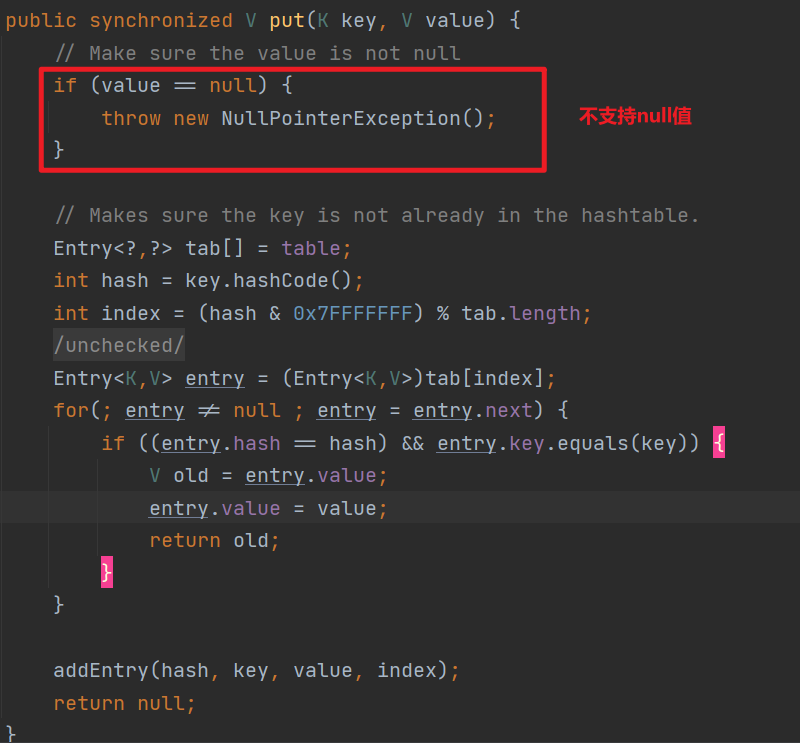 public synchronized V put(K key, V value) {
// Make sure the value is not null
if (value == null) {
throw new NullPointerException();
不支持null值
}
// Makes sure the key is not already in the hashtable.
Entry<?,?> tab[] = table;
int hash = key.hashCode();
int index = (hash & 0x7FFFFFFF) % tab.length;
/unchecked/
Entry<K,V> entry = (Entry<K,V>)tab[index];
for(; entry != null ; entry = entry.next) {
if ((entry.hash == hash) && entry.key.equals(key)) {
V old = entry.value;
entry.value = value;
return old;
}
}
addEntry(hash, key, value, index);
return null;
}